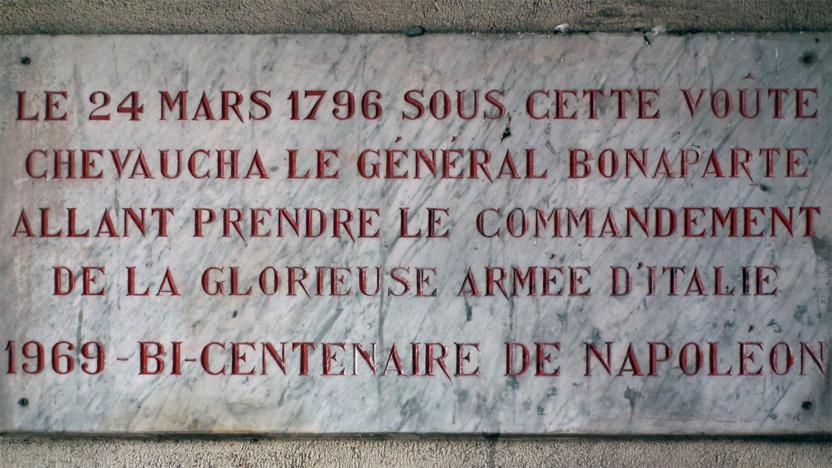 LE 24 MARS 1796 SOUS CETTE VOÛTE
CHEVAUCHA LE GÉNÉRAL BONAPARTE
ALLANT PRENDRE LE COMMANDEMENT
DE LA GLORIEUSE ARMÉE D'ITALIE
1969 - BI-CENTENAIRE DE NAPOLÉON